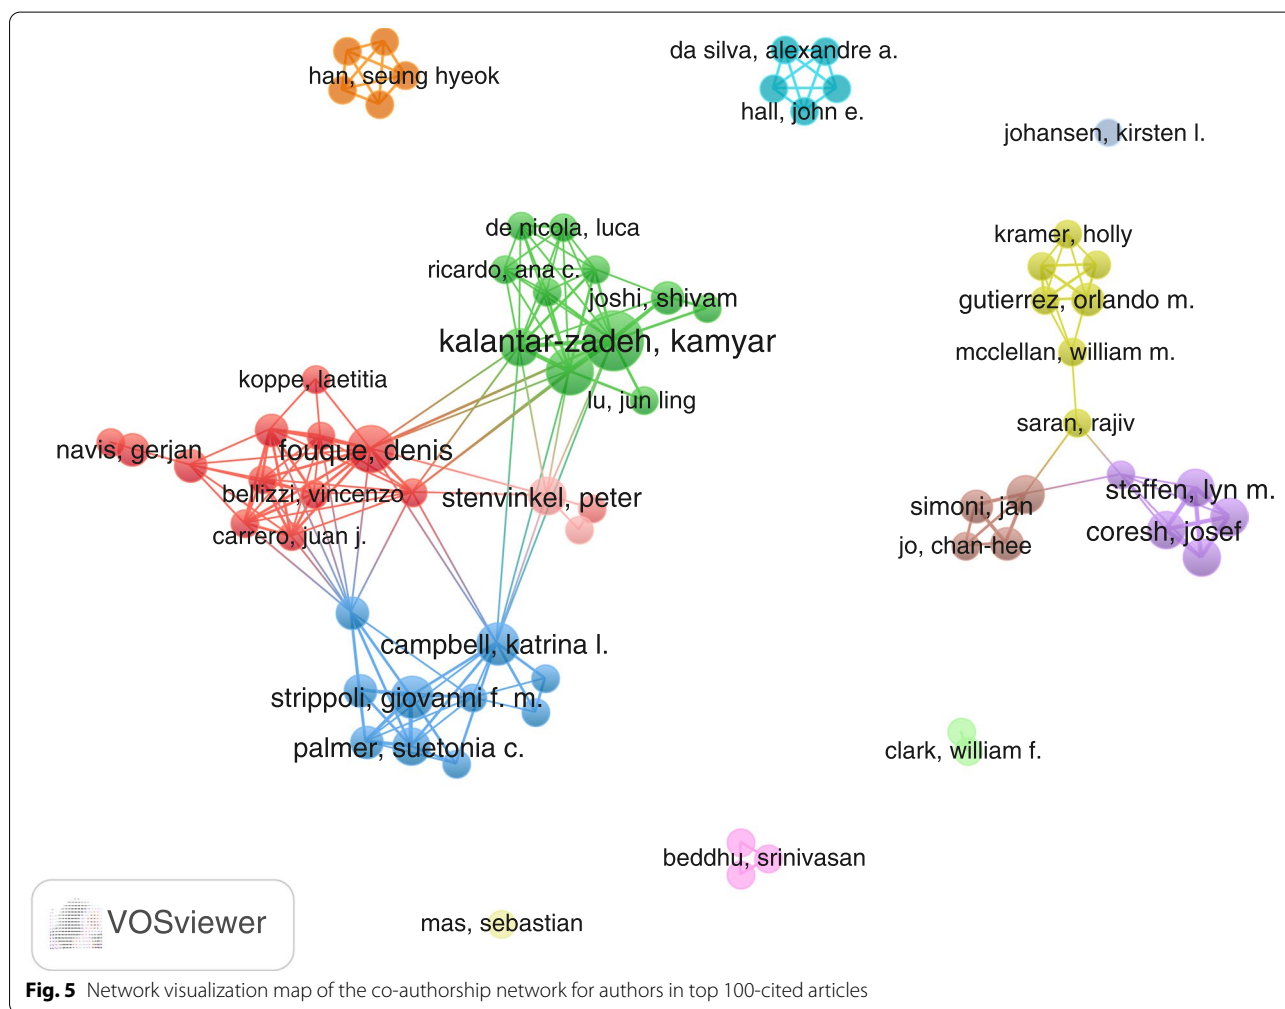 da silva, alexandre a.
han, seung hyeok
hall, john e.
johansen, kirsten l.
de nicola, luca
kramer, holly
ricardo, ana c.
joshi, shivam
gutierrez, orlando m.
kalantar-zadeh, kamyar
mcclellan, william m.
koppe, laetitia
lu, jun ling
saran, rajiv
navis, gerjan
fouque, denis
bellizzi, vincenzo
stenvinkel, peter
simoni, jan
steffen, lyn m.
carrero, juan j.
jo, chan-hee
coresh, josef
campbell, katrina l.
strippoli, giovanni f. m.
palmer, suetonia c.
clark, william f.
beddhu, srinivasan
mas, sebastian
VOSviewer
Fig. 5 Network visualization map of the co-authorship network for authors in top 100-cited articles